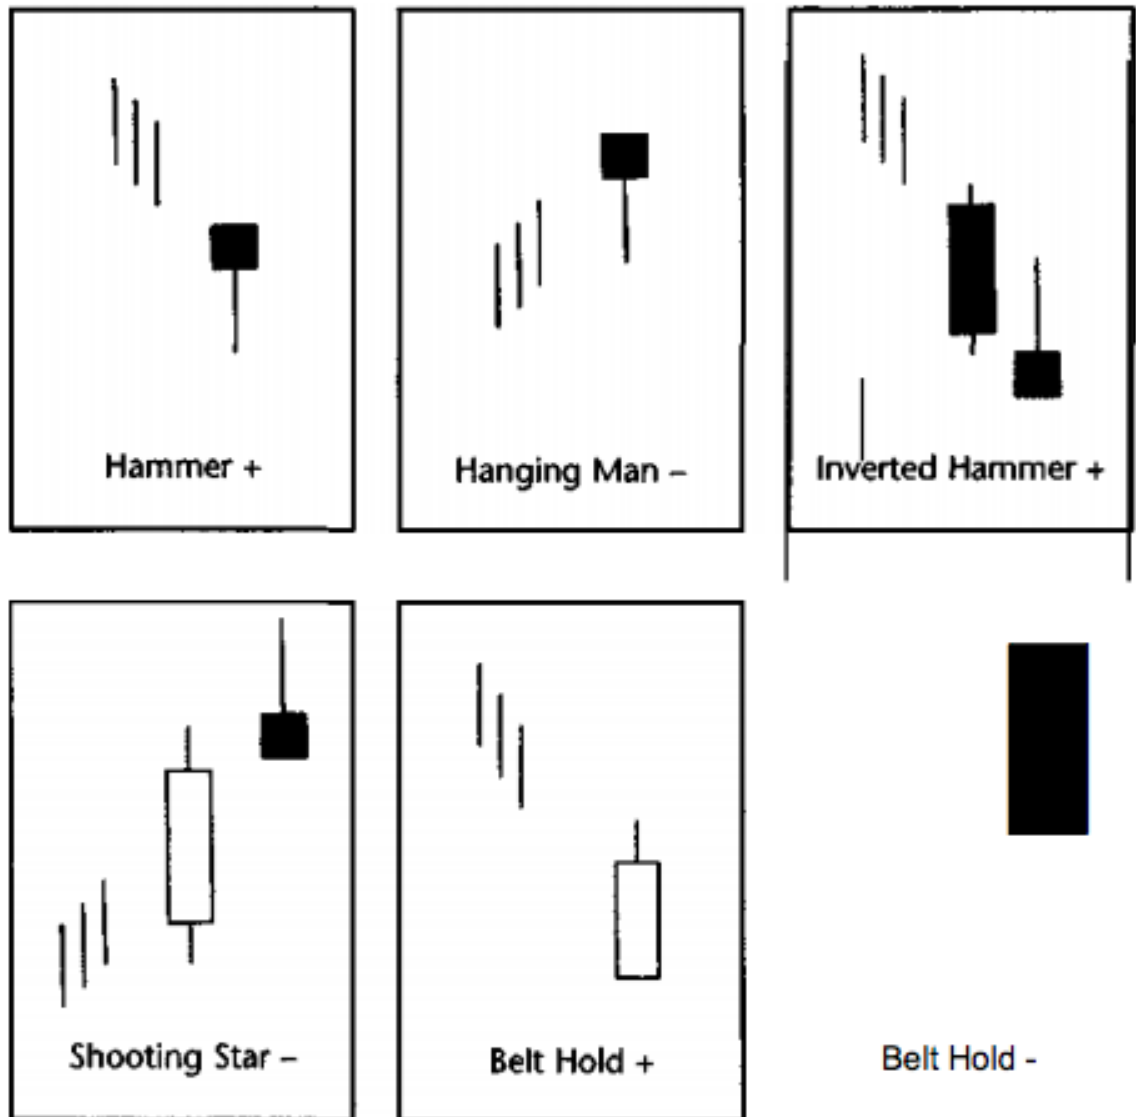 Hammer +
Hanging Man –
Inverted Hammer +
Shooting Star –
Belt Hold +
Belt Hold -